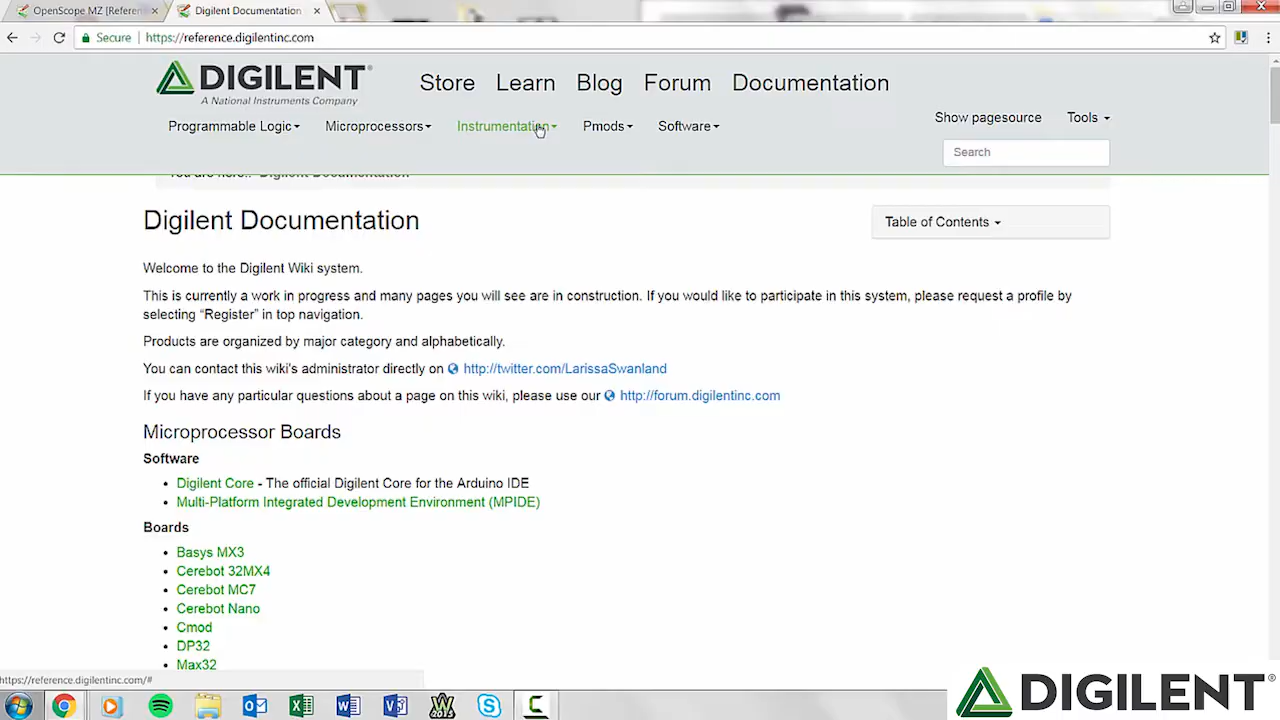 OpenScope MZ [Referen
Digilent Documentation
Secure
https://reference.digilentinc.com
DIGILENT®
A National Instruments Company
Store Learn Blog Forum Documentation
Programmable Logic Microprocessors Instrumentation Pmods Software
Show pagesource Tools
Search
You are here: Digilent Documentation
Digilent Documentation
Table of Contents
Welcome to the Digilent Wiki system.
This is currently a work in progress and many pages you will see are in construction. If you would like to participate in this system, please request a profile by
selecting “Register” in top navigation.
Products are organized by major category and alphabetically.
You can contact this wiki's administrator directly on http://twitter.com/LarissaSwanland
If you have any particular questions about a page on this wiki, please use our http://forum.digilentinc.com
Microprocessor Boards
Software
Digilent Core - The official Digilent Core for the Arduino IDE
Multi-Platform Integrated Development Environment (MPIDE)
Boards
Basys MX3
Cerebot 32MX4
Cerebot MC7
Cerebot Nano
Cmod
DP32
Max32
https://reference.digilentinc.com/#
DIGILENT®